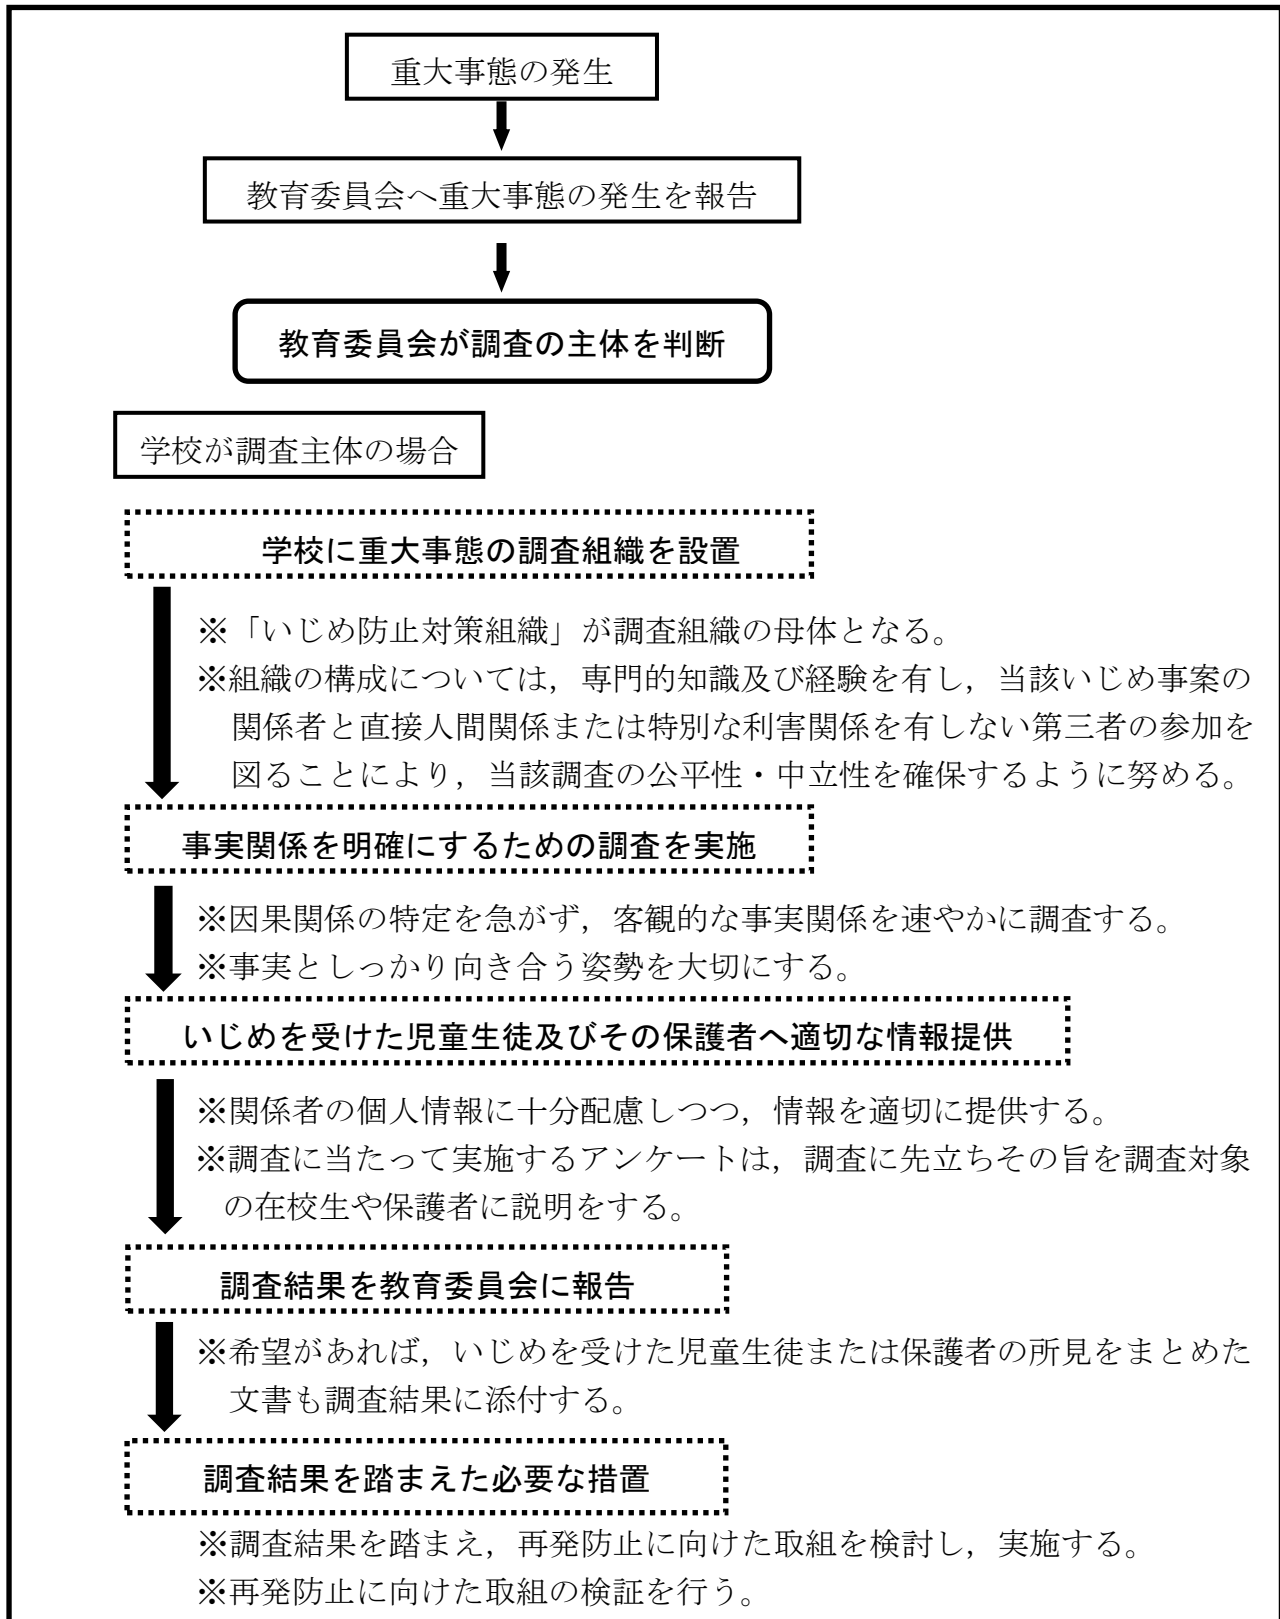 重大事態の発生
教育委員会へ重大事態の発生を報告
教育委員会が調査の主体を判断
学校が調査主体の場合
学校に重大事態の調査組織を設置
※「いじめ防止対策組織」が調査組織の母体となる。
※組織の構成については，専門的知識及び経験を有し，当該いじめ事案の
関係者と直接人間関係または特別な利害関係を有しない第三者の参加を
図ることにより，当該調査の公平性・中立性を確保するように努める。
事実関係を明確にするための調査を実施
※因果関係の特定を急がず，客観的な事実関係を速やかに調査する。
※事実としっかり向き合う姿勢を大切にする。
いじめを受けた児童生徒及びその保護者へ適切な情報提供
※関係者の個人情報に十分配慮しつつ，情報を適切に提供する。
※調査に当たって実施するアンケートは，調査に先立ちその旨を調査対象
の在校生や保護者に説明をする。
調査結果を教育委員会に報告
※希望があれば，いじめを受けた児童生徒または保護者の所見をまとめた
文書も調査結果に添付する。
調査結果を踏まえた必要な措置
※調査結果を踏まえ，再発防止に向けた取組を検討し，実施する。
※再発防止に向けた取組の検証を行う。